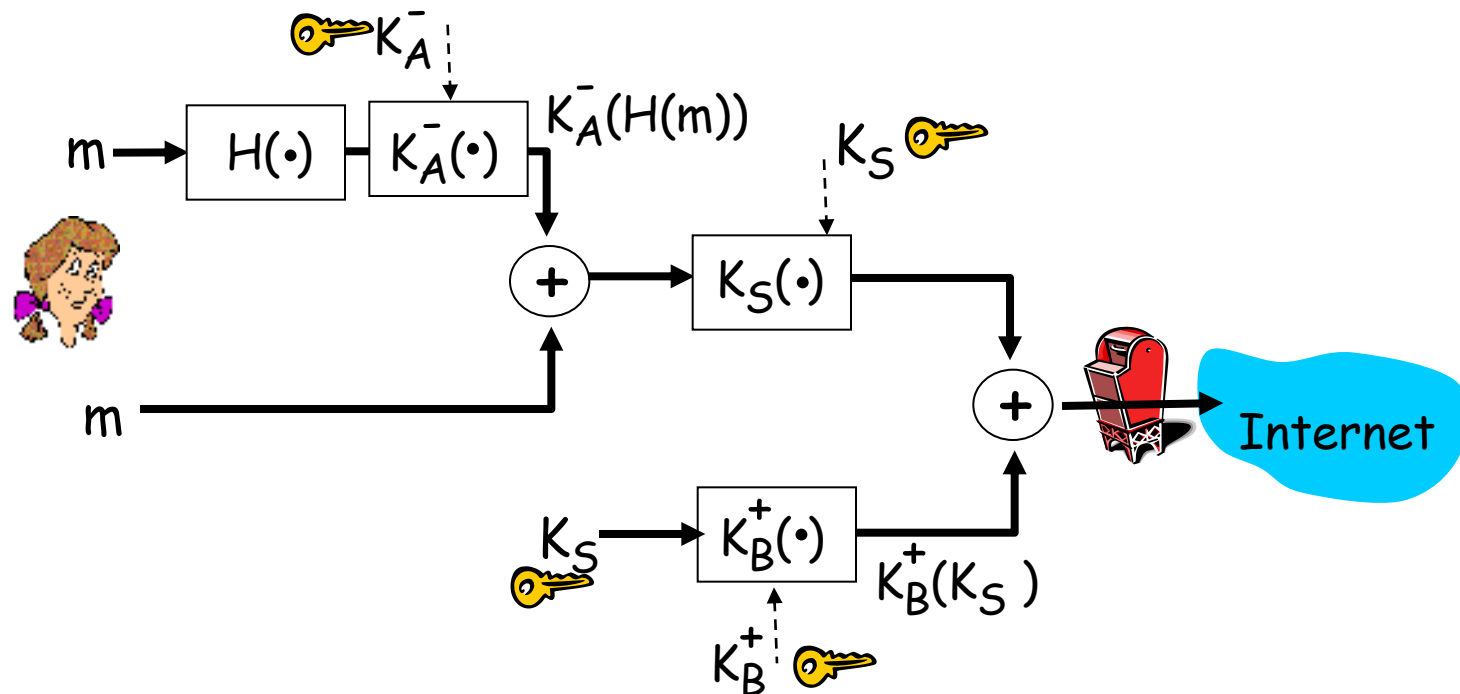 K_A^-
m H(•) K_A^-(•) K_A^-(H(m))
K_S
+ K_S(•)
m
+ Internet
K_S K_B^+(•)
K_B^+(K_S )
K_B^+